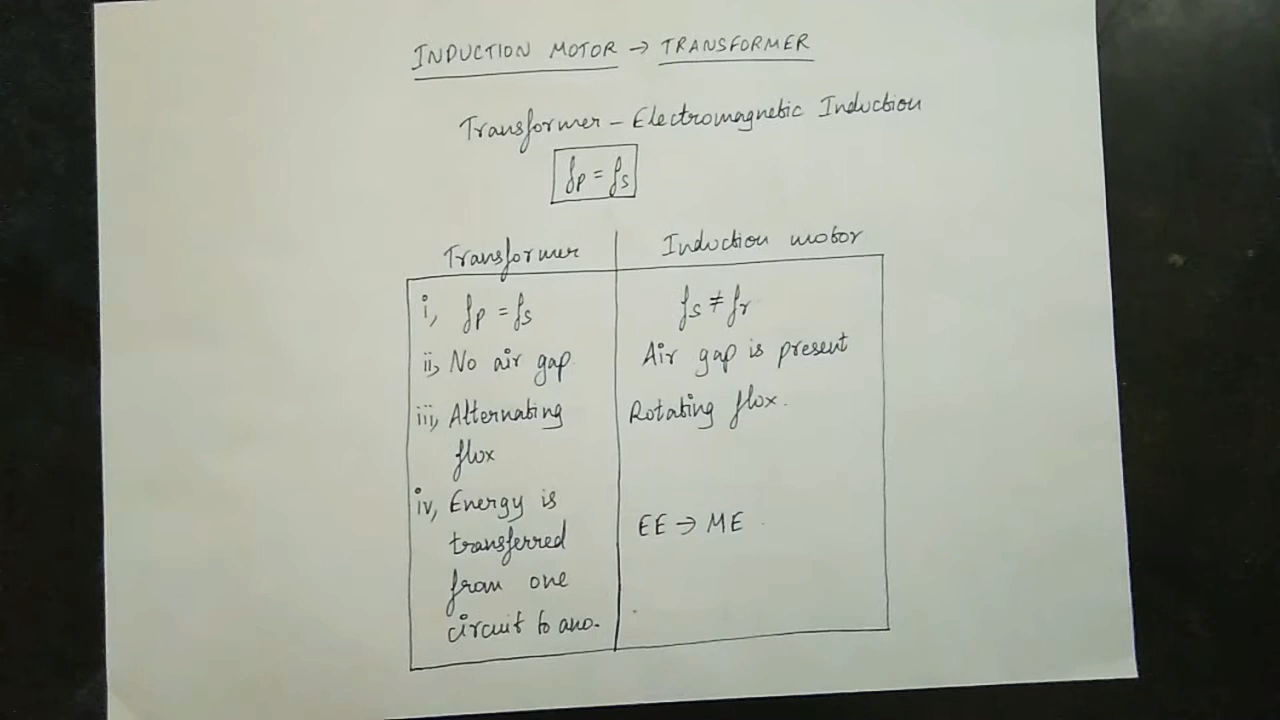 INDUCTION MOTOR → TRANSFORMER
Transformer - Electromagnetic Induction
fp = fs
Transformer
Induction motor
i, fp = fs
fs ≠ fr
ii, No air gap
Air gap is present
iii, Alternating
flux
Rotating flux.
iv, Energy is
transferred
from one
circuit to ano.
EE → ME